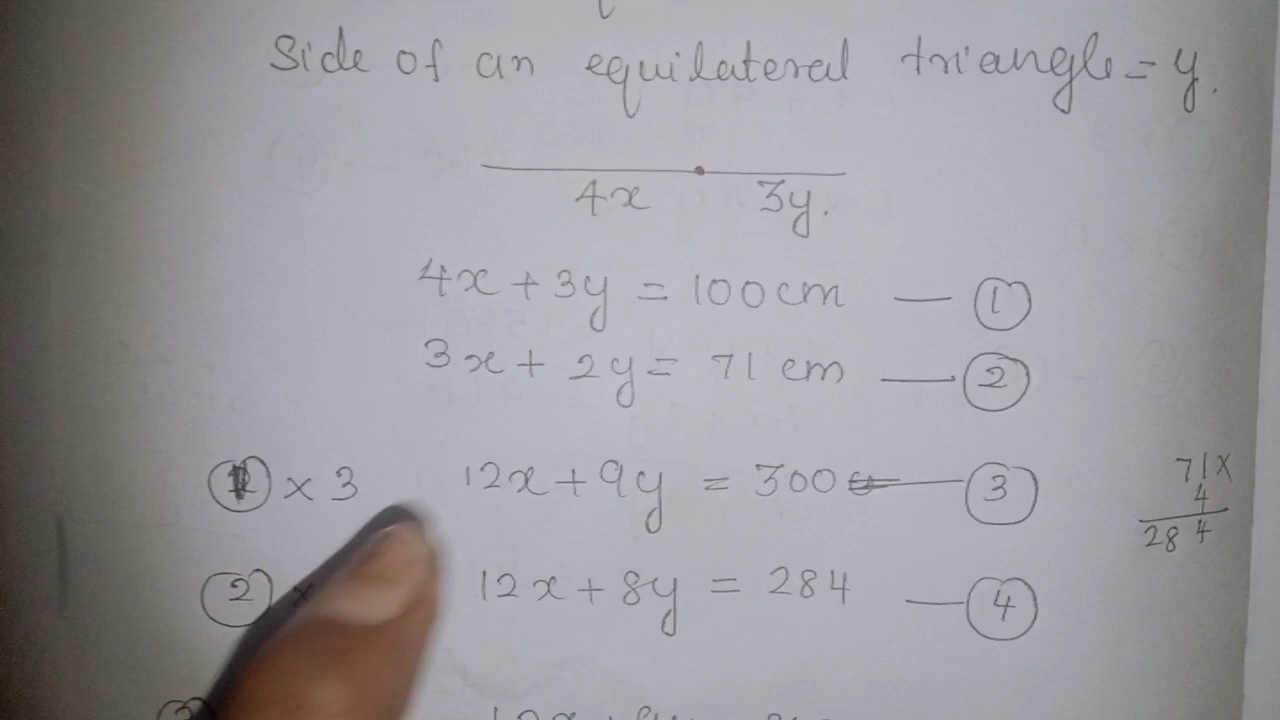 Side of an equilateral triangle = y.
4x 3y.
4x + 3y = 100 cm — ①
3x + 2y = 71 cm — ②
① × 3 12x + 9y = 300 — ③
71 ×
4
284
② × 12x + 8y = 284 — ④